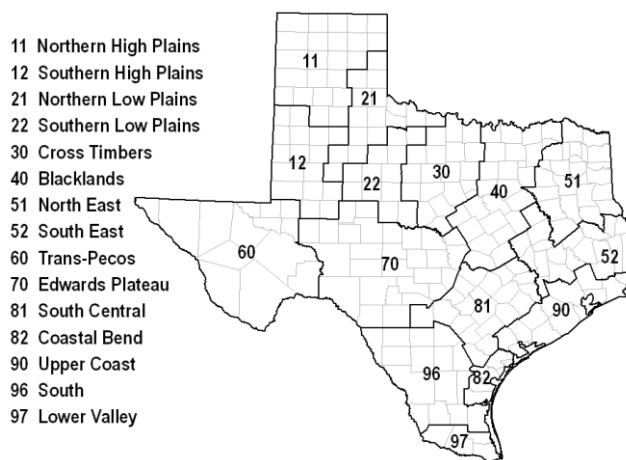 11 Northern High Plains
12 Southern High Plains
21 Northern Low Plains
22 Southern Low Plains
30 Cross Timbers
40 Blacklands
51 North East
52 South East
60 Trans-Pecos
70 Edwards Plateau
81 South Central
82 Coastal Bend
90 Upper Coast
96 South
97 Lower Valley
11
21
12
22
30
40
51
60
70
52
81
90
96
82
97